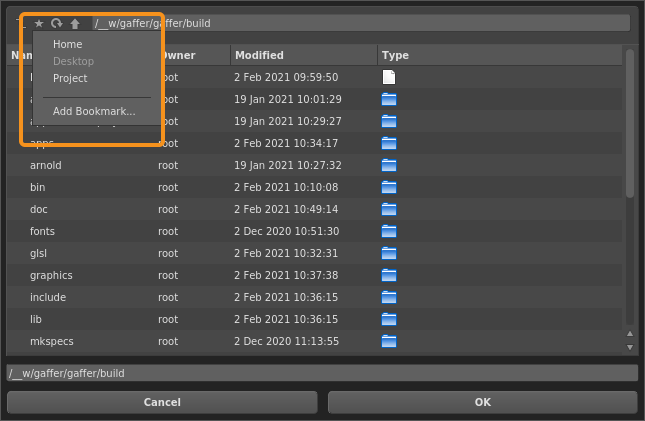 /__w/gaffer/gaffer/build
Home
Desktop
Project
Add Bookmark...
Owner Modified Type
root 2 Feb 2021 09:59:50
root 19 Jan 2021 10:01:29
root 19 Jan 2021 10:29:27
apps root 2 Feb 2021 10:34:17
arnold root 19 Jan 2021 10:27:32
bin root 2 Feb 2021 10:10:08
doc root 2 Feb 2021 10:49:14
fonts root 2 Dec 2020 10:51:30
glsl root 2 Feb 2021 10:32:31
graphics root 2 Feb 2021 10:37:38
include root 2 Feb 2021 10:36:15
lib root 2 Feb 2021 10:36:15
mkspecs root 2 Dec 2020 11:13:55
/__w/gaffer/gaffer/build
Cancel OK